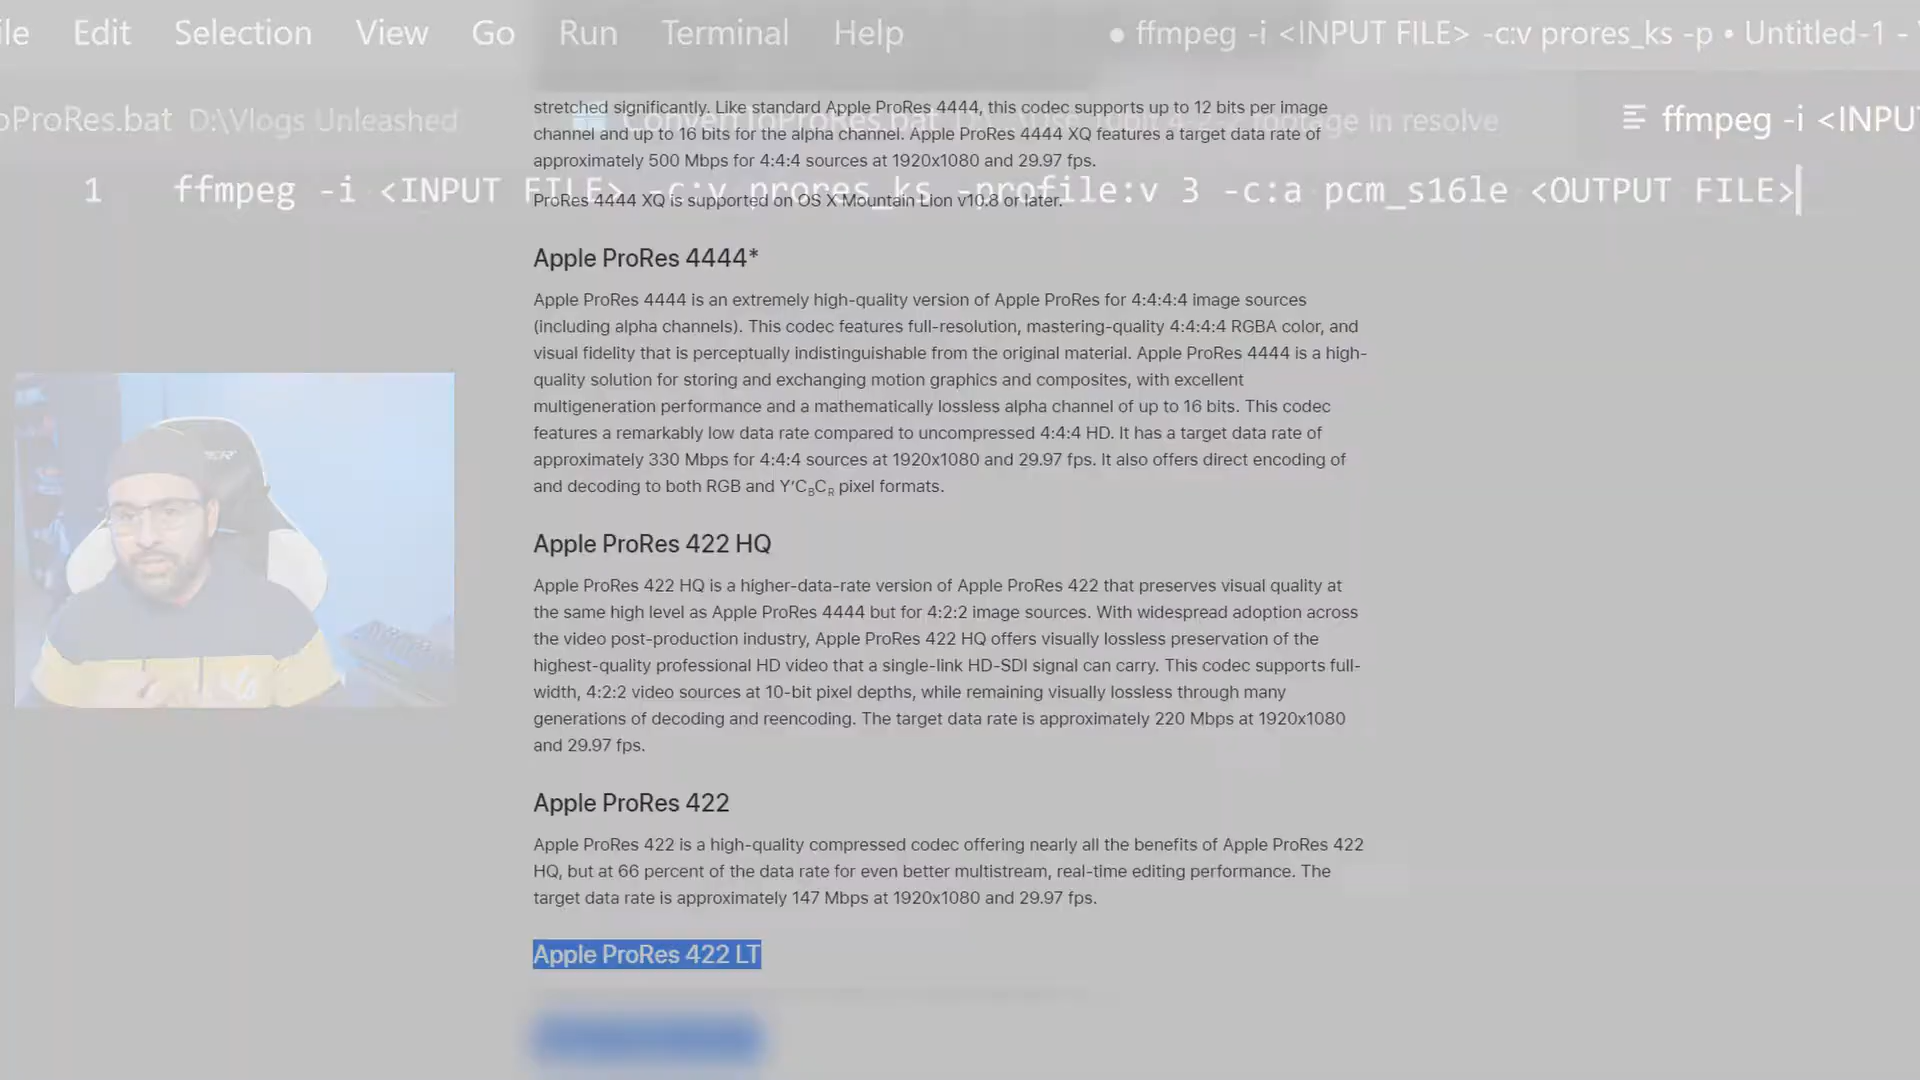 ile Edit Selection View Go Run Terminal Help ● ffmpeg -i <INPUT FILE> -c:v prores_ks -p • Untitled-1 -
oProRes.bat D:\Vlogs Unleashed ConvertToProRes.bat footage in resolve ffmpeg -i <INPU
stretched significantly. Like standard Apple ProRes 4444, this codec supports up to 12 bits per image
channel and up to 16 bits for the alpha channel. Apple ProRes 4444 XQ features a target data rate of
approximately 500 Mbps for 4:4:4 sources at 1920x1080 and 29.97 fps.
1 ffmpeg -i <INPUT FILE> -c:v prores_ks -profile:v 3 -c:a pcm_s16le <OUTPUT FILE>
ProRes 4444 XQ is supported on OS X Mountain Lion v10.8 or later.
Apple ProRes 4444*
Apple ProRes 4444 is an extremely high-quality version of Apple ProRes for 4:4:4:4 image sources
(including alpha channels). This codec features full-resolution, mastering-quality 4:4:4:4 RGBA color, and
visual fidelity that is perceptually indistinguishable from the original material. Apple ProRes 4444 is a high-
quality solution for storing and exchanging motion graphics and composites, with excellent
multigeneration performance and a mathematically lossless alpha channel of up to 16 bits. This codec
features a remarkably low data rate compared to uncompressed 4:4:4 HD. It has a target data rate of
approximately 330 Mbps for 4:4:4 sources at 1920x1080 and 29.97 fps. It also offers direct encoding of
and decoding to both RGB and Y’CBCR pixel formats.
Apple ProRes 422 HQ
Apple ProRes 422 HQ is a higher-data-rate version of Apple ProRes 422 that preserves visual quality at
the same high level as Apple ProRes 4444 but for 4:2:2 image sources. With widespread adoption across
the video post-production industry, Apple ProRes 422 HQ offers visually lossless preservation of the
highest-quality professional HD video that a single-link HD-SDI signal can carry. This codec supports full-
width, 4:2:2 video sources at 10-bit pixel depths, while remaining visually lossless through many
generations of decoding and reencoding. The target data rate is approximately 220 Mbps at 1920x1080
and 29.97 fps.
Apple ProRes 422
Apple ProRes 422 is a high-quality compressed codec offering nearly all the benefits of Apple ProRes 422
HQ, but at 66 percent of the data rate for even better multistream, real-time editing performance. The
target data rate is approximately 147 Mbps at 1920x1080 and 29.97 fps.
Apple ProRes 422 LT